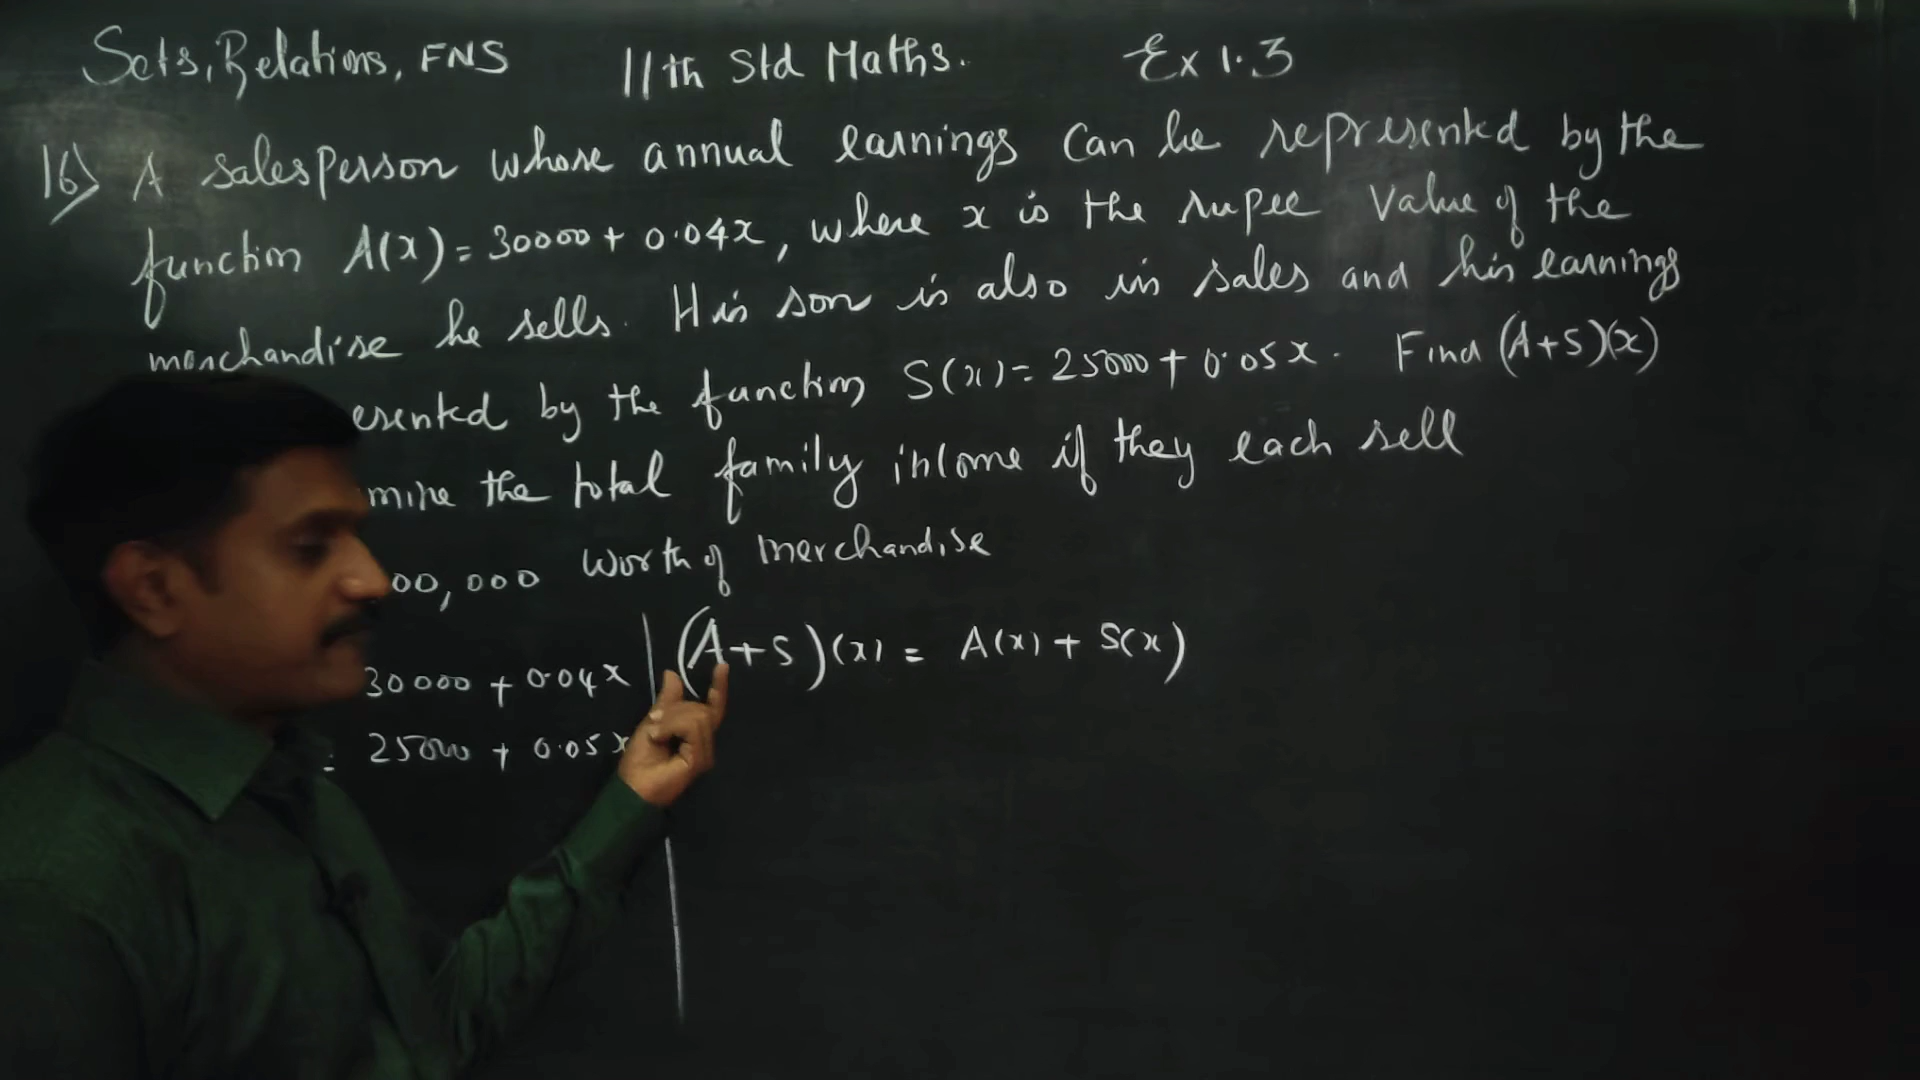 Sets, Relations, FNS 11th Std Maths. Ex 1.3
16) A salesperson whose annual earnings can be represented by the
function A(x) = 30000 + 0.04x, where x is the rupee value of the
merchandise he sells. His son is also in sales and his earnings
esented by the function S(x) = 25000 + 0.05x. Find (A+S)(x)
mine the total family income if they each sell
00,000 worth of merchandise
30000 + 0.04x (A+S)(x) = A(x) + S(x)
= 25000 + 0.05x